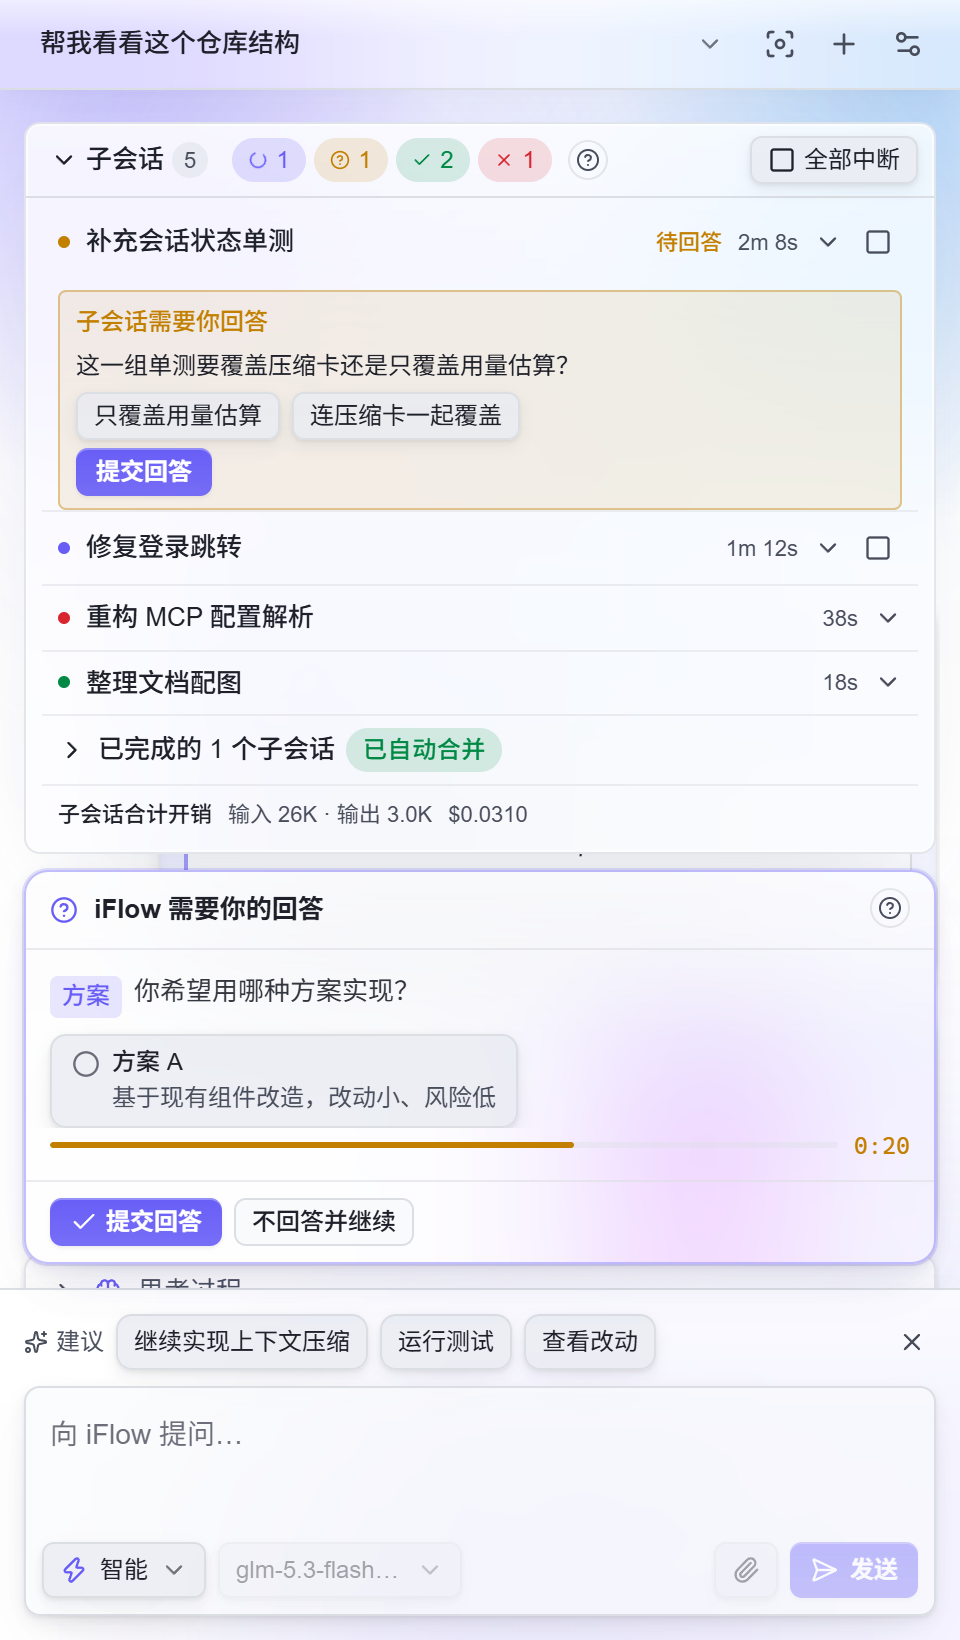 帮我看看这个仓库结构
子会话 5 1 1 2 1 全部中断
补充会话状态单测 待回答 2m 8s
子会话需要你回答
这一组单测要覆盖压缩卡还是只覆盖用量估算?
只覆盖用量估算 连压缩卡一起覆盖
提交回答
修复登录跳转 1m 12s
重构 MCP 配置解析 38s
整理文档配图 18s
已完成的 1 个子会话 已自动合并
子会话合计开销 输入 26K · 输出 3.0K $0.0310
iFlow 需要你的回答
方案 你希望用哪种方案实现?
方案 A
基于现有组件改造，改动小、风险低
0:20
提交回答 不回答并继续
思考过程
建议 继续实现上下文压缩 运行测试 查看改动
向 iFlow 提问…
智能 glm-5.3-flash… 发送